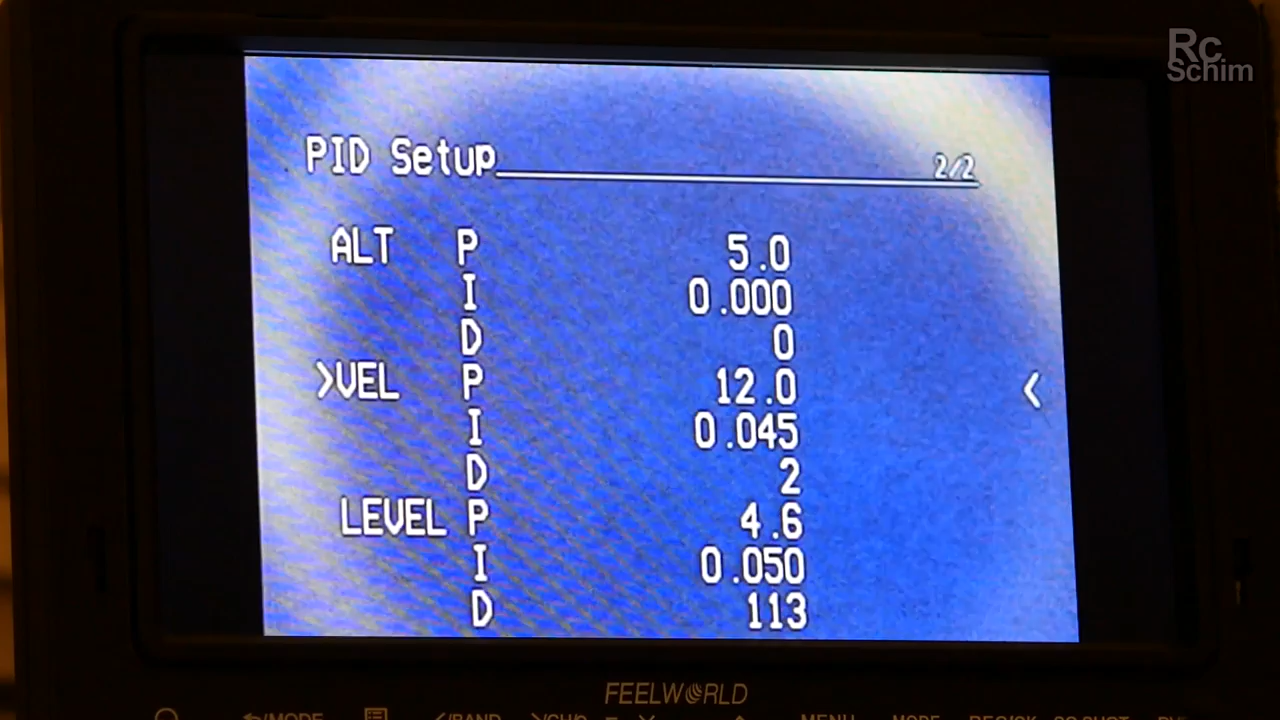 Rc
Schim
PID Setup 2/2
ALT P 5.0
I 0.000
D 0
>VEL P 12.0 <
I 0.045
D 2
LEVEL P 4.6
I 0.050
D 113
FEELWORLD
MENU